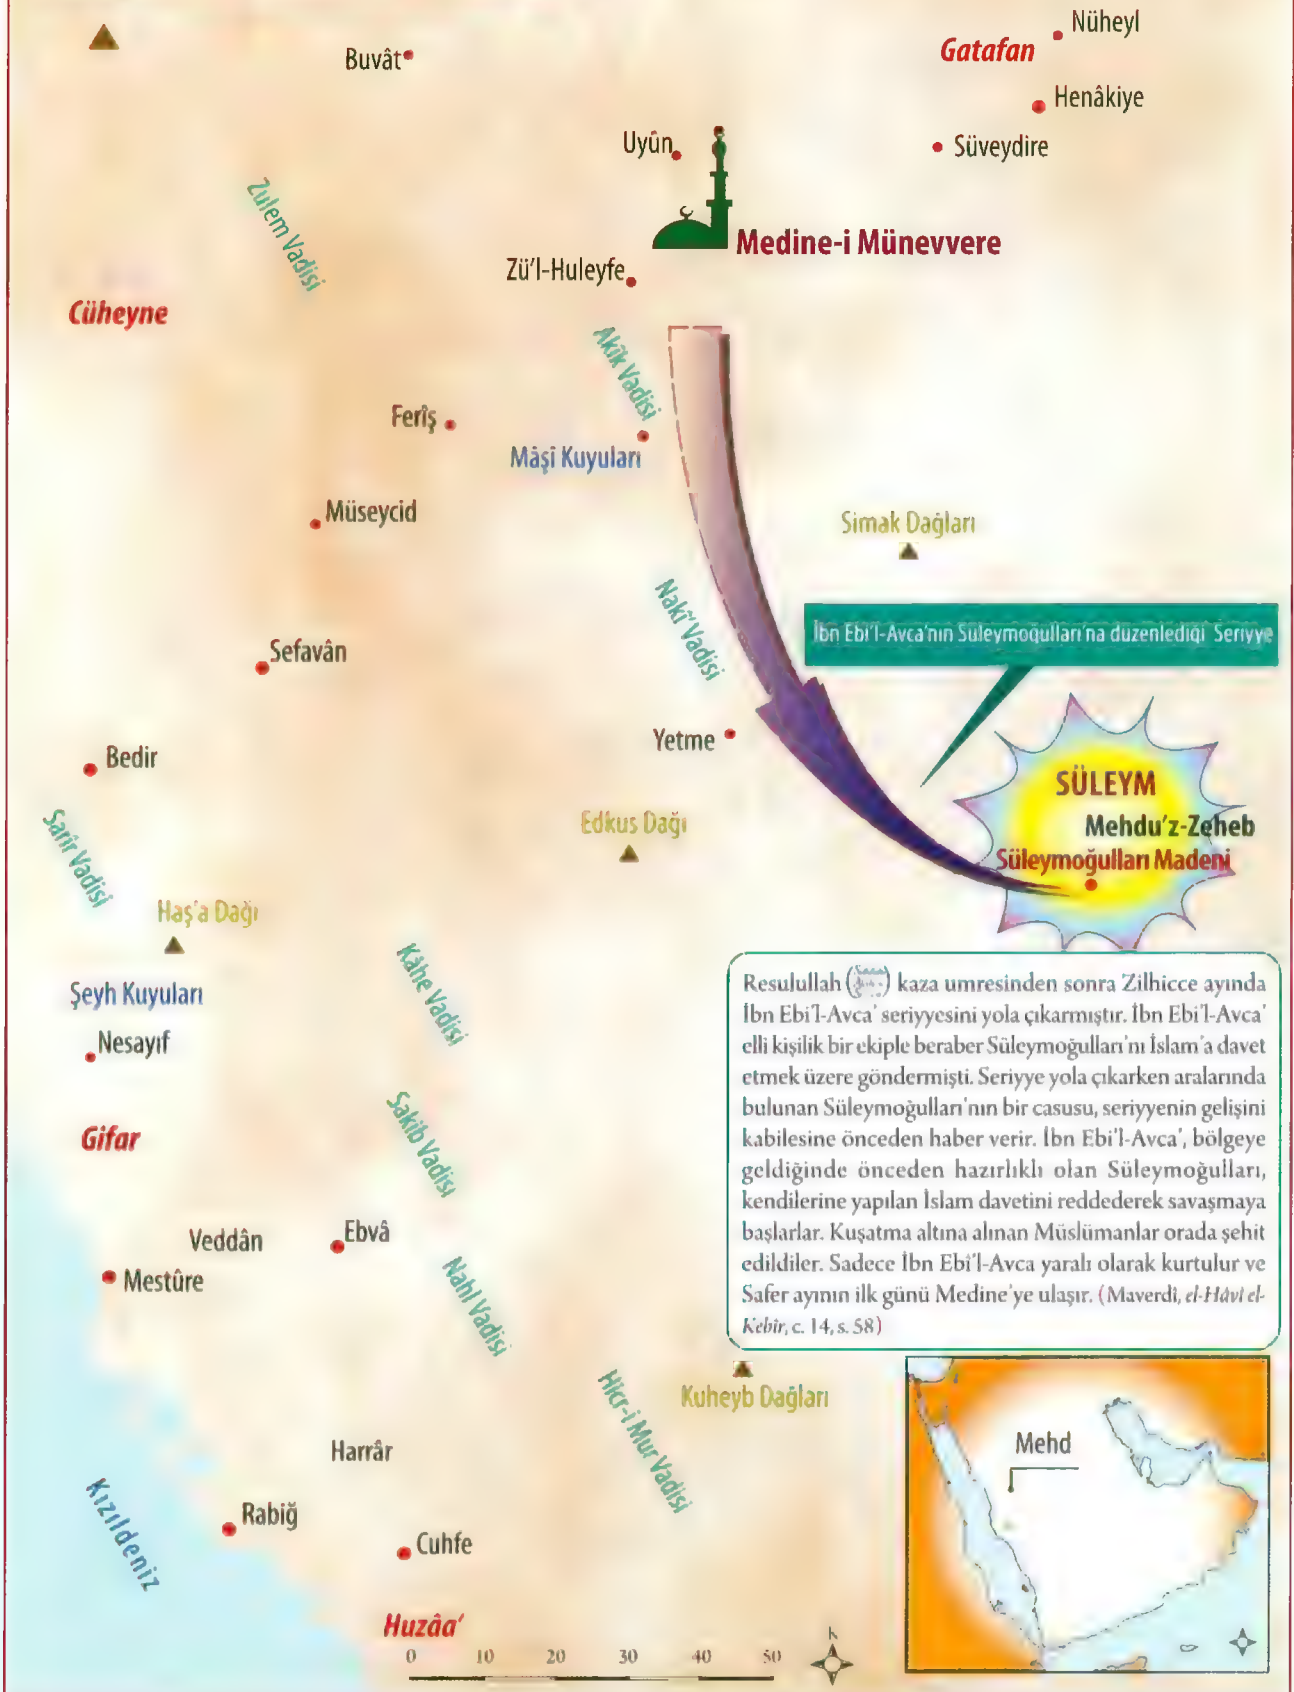 Nüheyl
Buvât
Gatafan
Henâkiye
Uyûn
Süveydire
Zulem Vadisi
Medine-i Münevvere
Zü'l-Huleyfe
Cüheyne
Akîk Vadisi
Ferîş
Mâşî Kuyuları
Müseycid
Simak Dağları
Nakî' Vadisi
İbn Ebi'l-Avca'nın Süleymoğulları'na düzenlediği Seriyye
Sefavân
Yetme
Bedir
SÜLEYM
Mehdu'z-Zeheb
Süleymoğulları Madeni
Edkus Dağı
Sarîr Vadisi
Haş'a Dağı
Kâhe Vadisi
Şeyh Kuyuları
Nesayıf
Resulullah kaza umresinden sonra Zilhicce ayında
İbn Ebi'l-Avca' seriyyesini yola çıkarmıştır. İbn Ebi'l-Avca'
elli kişilik bir ekiple beraber Süleymoğulları'nı İslam'a davet
etmek üzere göndermişti. Seriyye yola çıkarken aralarında
bulunan Süleymoğulları'nın bir casusu, seriyyenin gelişini
kabilesine önceden haber verir. İbn Ebi'l-Avca', bölgeye
geldiğinde önceden hazırlıklı olan Süleymoğulları,
kendilerine yapılan İslam davetini reddederek savaşmaya
başlarlar. Kuşatma altına alınan Müslümanlar orada şehit
edildiler. Sadece İbn Ebi'l-Avca yaralı olarak kurtulur ve
Safer ayının ilk günü Medine'ye ulaşır. (Maverdi, el-Hâvi el-
Kebîr, c. 14, s. 58)
Gifar
Sakib Vadisi
Veddân
Ebvâ
Mestûre
Nahl Vadisi
Kuheyb Dağları
Hicr-i Mur Vadisi
Mehd
Harrâr
Kızıldeniz
Rabiğ
Cuhfe
Huzâa'
0 10 20 30 40 50